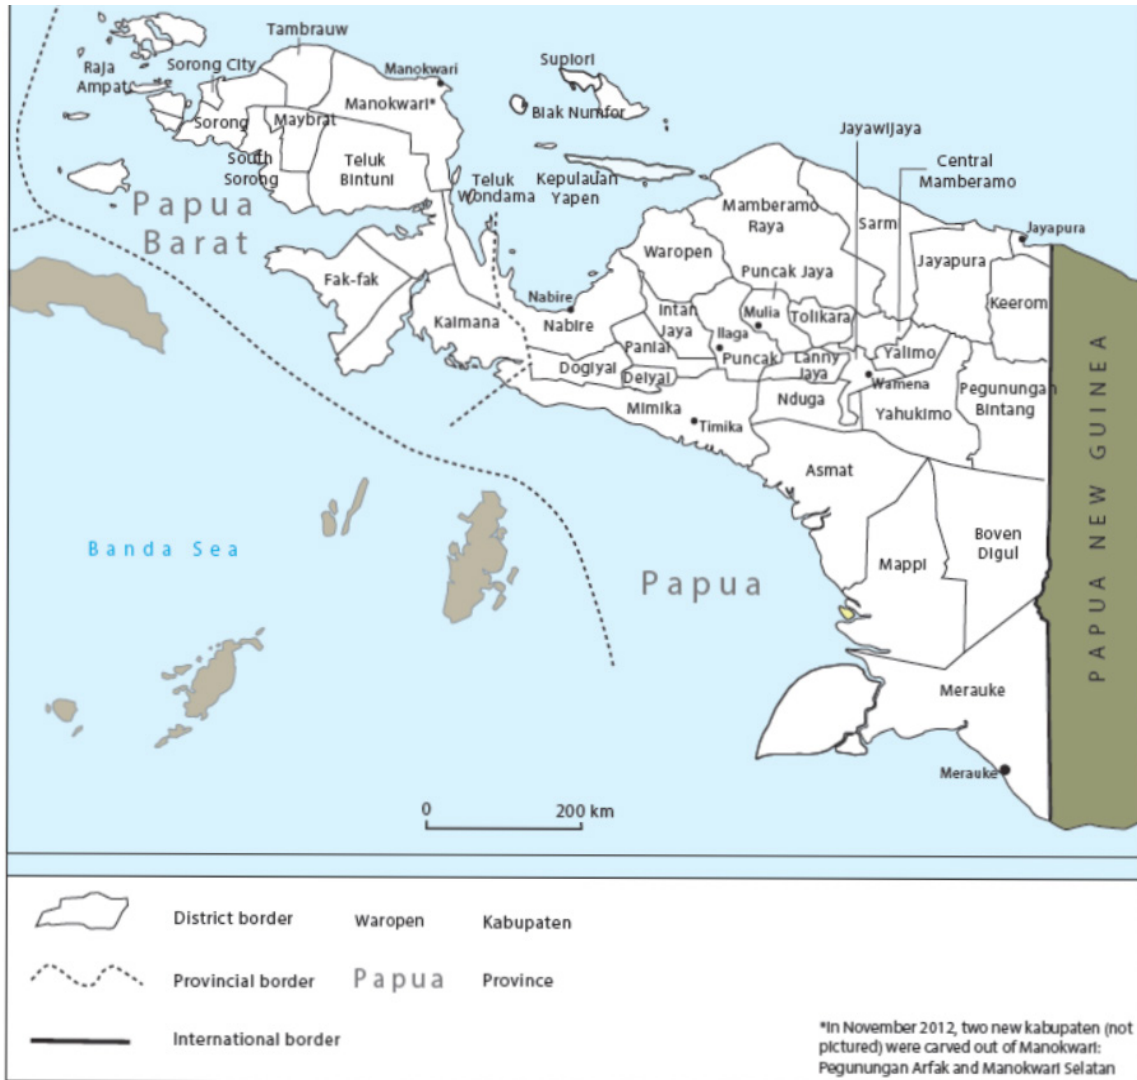 Tambrauw
Raja
Ampat
Sorong City
Manokwari
Supiori
Manokwari*
Biak Numfor
Sorong
Maybrat
Jayawijaya
South
Sorong
Teluk
Bintuni
Teluk
Wondama
Kepulauan
Yapen
Central
Mamberamo
Papua
Barat
Mamberamo
Raya
Sarmi
Jayapura
Waropen
Jayapura
Fak-fak
Puncak Jaya
Keerom
Nabire
Kaimana
Nabire
Intan
Jaya
Mulia
Tolikara
Ilaga
Paniai
Puncak
Lanny
Jaya
Yalimo
Dogiyai
Deiyai
Wamena
Pegunungan
Bintang
Mimika
Nduga
Yahukimo
Timika
PAPUA NEW GUINEA
Asmat
Banda Sea
Papua
Mappi
Boven
Digul
Merauke
Merauke
0 200 km
District border Waropen Kabupaten
Provincial border Papua Province
International border
*In November 2012, two new kabupaten (not
pictured) were carved out of Manokwari:
Pegunungan Arfak and Manokwari Selatan